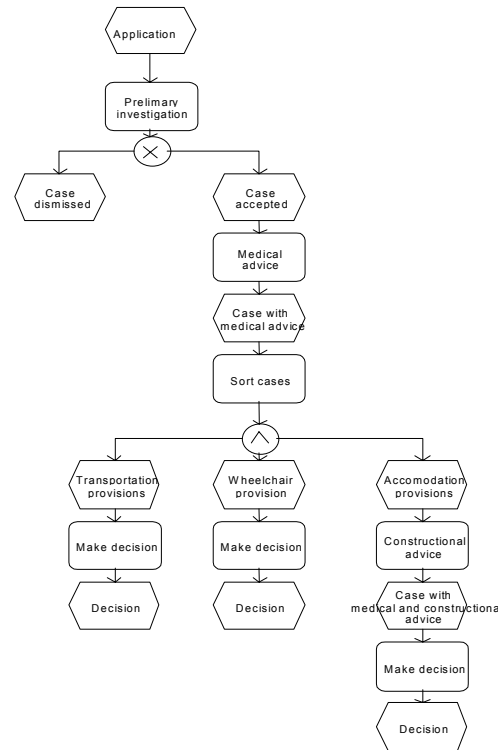 Application
Prelimary
investigation
Case
dismissed
Case
accepted
Medical
advice
Case with
medical advice
Sort cases
Transportation
provisions
Wheelchair
provision
Accomodation
provisions
Make decision
Make decision
Constructional
advice
Decision
Decision
Case with
medical and constructional
advice
Make decision
Decision